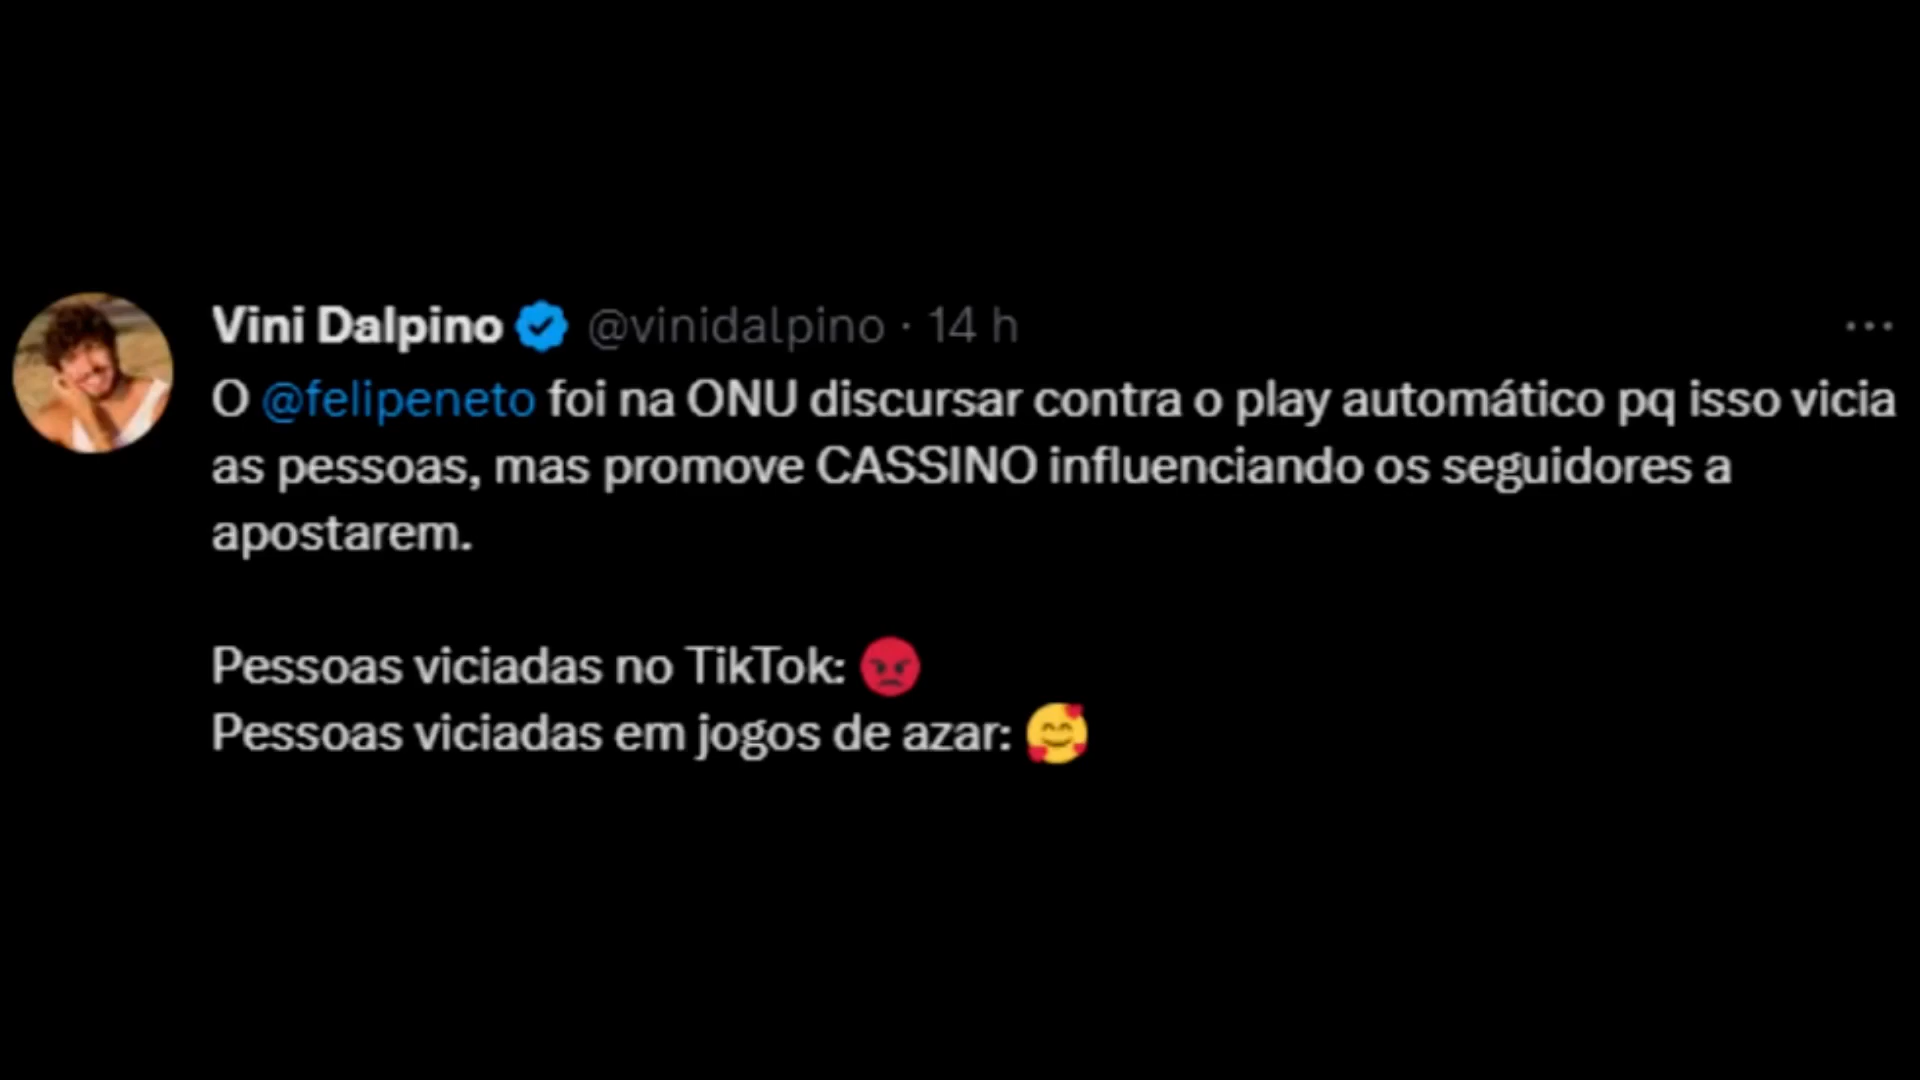 Vini Dalpino @vinidalpino · 14 h
O @felipeneto foi na ONU discursar contra o play automático pq isso vicia
as pessoas, mas promove CASSINO influenciando os seguidores a
apostarem.
Pessoas viciadas no TikTok: 😡
Pessoas viciadas em jogos de azar: 🥰